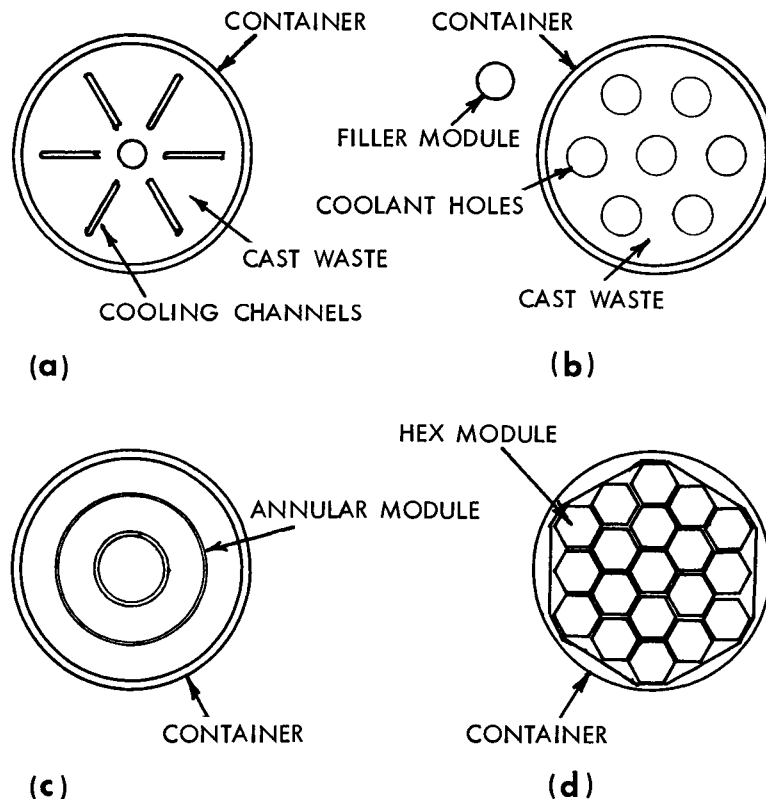 CONTAINER
CAST WASTE
COOLING CHANNELS
(a)
CONTAINER
FILLER MODULE
COOLANT HOLES
CAST WASTE
(b)
ANNULAR MODULE
CONTAINER
(c)
HEX MODULE
CONTAINER
(d)